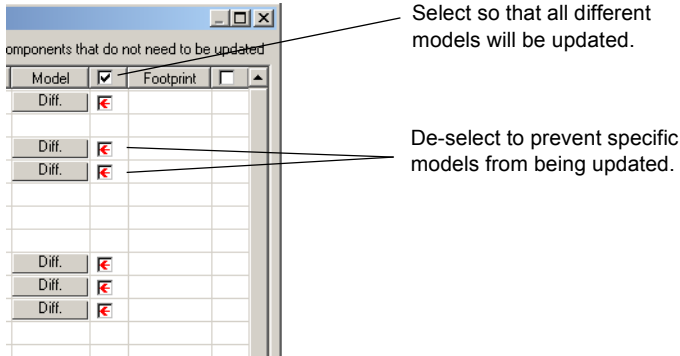 Select so that all different
models will be updated.
omponents that do not need to be updated
Model Footprint
Diff.
Diff.
De-select to prevent specific
models from being updated.
Diff.
Diff.
Diff.
Diff.